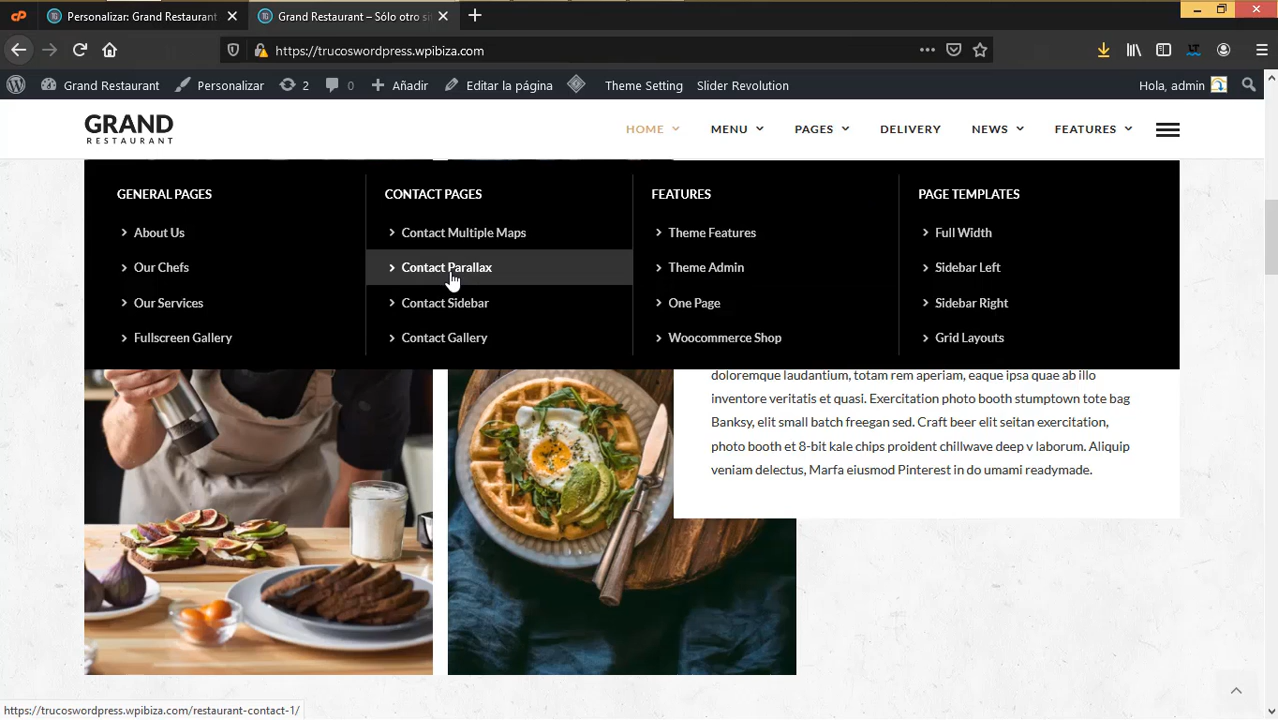 Personalizar: Grand Restaurant
Grand Restaurant – Sólo otro si
https://trucoswordpress.wpibiza.com
Grand Restaurant
Personalizar
2
0
Añadir
Editar la página
Theme Setting
Slider Revolution
Hola, admin
GRAND
RESTAURANT
HOME
MENU
PAGES
DELIVERY
NEWS
FEATURES
GENERAL PAGES
About Us
Our Chefs
Our Services
Fullscreen Gallery
CONTACT PAGES
Contact Multiple Maps
Contact Parallax
Contact Sidebar
Contact Gallery
FEATURES
Theme Features
Theme Admin
One Page
Woocommerce Shop
PAGE TEMPLATES
Full Width
Sidebar Left
Sidebar Right
Grid Layouts
doloremque laudantium, totam rem aperiam, eaque ipsa quae ab illo
inventore veritatis et quasi. Exercitation photo booth stumptown tote bag
Banksy, elit small batch freegan sed. Craft beer elit seitan exercitation,
photo booth et 8-bit kale chips proident chillwave deep v laborum. Aliquip
veniam delectus, Marfa eiusmod Pinterest in do umami readymade.
https://trucoswordpress.wpibiza.com/restaurant-contact-1/